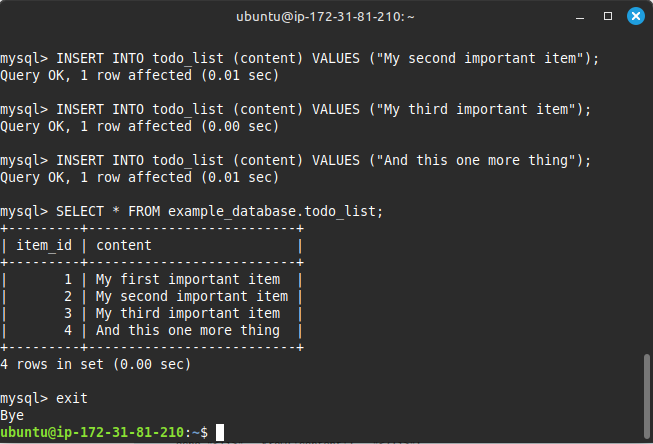 ubuntu@ip-172-31-81-210: ~
mysql> INSERT INTO todo_list (content) VALUES ("My second important item");
Query OK, 1 row affected (0.01 sec)
mysql> INSERT INTO todo_list (content) VALUES ("My third important item");
Query OK, 1 row affected (0.00 sec)
mysql> INSERT INTO todo_list (content) VALUES ("And this one more thing");
Query OK, 1 row affected (0.01 sec)
mysql> SELECT * FROM example_database.todo_list;
+---------+--------------------------+
| item_id | content                  |
+---------+--------------------------+
|       1 | My first important item  |
|       2 | My second important item |
|       3 | My third important item  |
|       4 | And this one more thing  |
+---------+--------------------------+
4 rows in set (0.00 sec)
mysql> exit
Bye
ubuntu@ip-172-31-81-210:~$